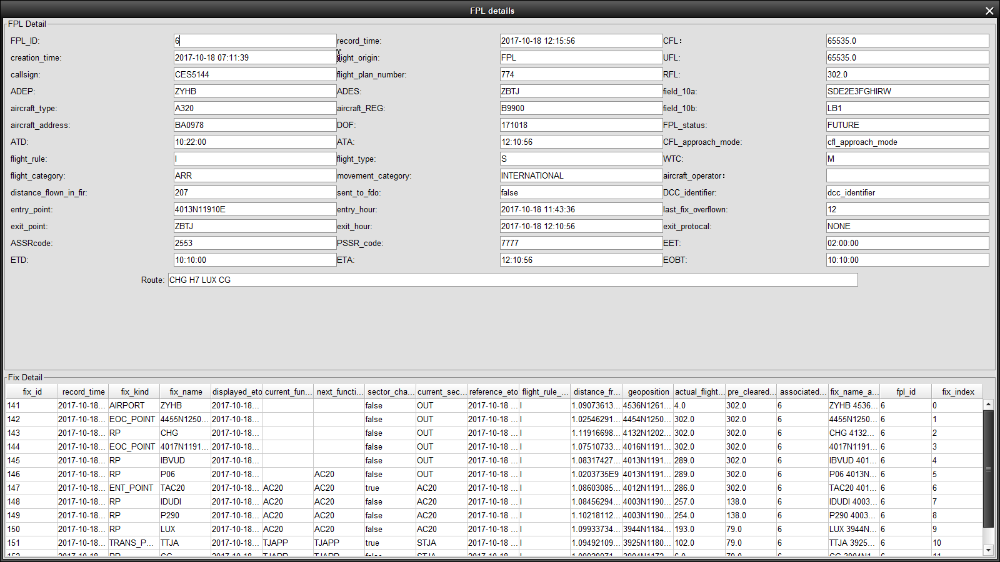 FPL details
FPL Detail
FPL_ID: 6 record_time: 2017-10-18 12:15:56 CFL: 65535.0
creation_time: 2017-10-18 07:11:39 flight_origin: FPL UFL: 65535.0
callsign: CES5144 flight_plan_number: 774 RFL: 302.0
ADEP: ZYHB ADES: ZBTJ field_10a: SDE2E3FGHIRW
aircraft_type: A320 aircraft_REG: B9900 field_10b: LB1
aircraft_address: BA0978 DOF: 171018 FPL_status: FUTURE
ATD: 10:22:00 ATA: 12:10:56 CFL_approach_mode: cfl_approach_mode
flight_rule: I flight_type: S WTC: M
flight_category: ARR movement_category: INTERNATIONAL aircraft_operator:
distance_flown_in_fir: 207 sent_to_fdo: false DCC_identifier: dcc_identifier
entry_point: 4013N11910E entry_hour: 2017-10-18 11:43:36 last_fix_overflown: 12
exit_point: ZBTJ exit_hour: 2017-10-18 12:10:56 exit_protocal: NONE
ASSRcode: 2553 PSSR_code: 7777 EET: 02:00:00
ETD: 10:10:00 ETA: 12:10:56 EOBT: 10:10:00
Route: CHG H7 LUX CG
Fix Detail
fix_id record_time fix_kind fix_name displayed_eto current_fun... next_functi... sector_cha... current_sec... reference_eto flight_rule_... distance_fr... geoposition actual_flight... pre_cleared... associated... fix_name_a... fpl_id fix_index
141 2017-10-18... AIRPORT ZYHB 2017-10-18... false OUT 2017-10-18 ... I 1.09073613... 4536N1261... 4.0 302.0 6 ZYHB 4536... 6 0
142 2017-10-18... EOC_POINT 4455N1250... 2017-10-18... false OUT 2017-10-18 ... I 1.02546291... 4454N1250... 302.0 302.0 6 4455N1250... 6 1
143 2017-10-18... RP CHG 2017-10-18... false OUT 2017-10-18 ... I 1.11916698... 4132N1202... 302.0 302.0 6 CHG 4132... 6 2
144 2017-10-18... EOC_POINT 4017N1191... 2017-10-18... false OUT 2017-10-18 ... I 1.07510733... 4016N1191... 302.0 302.0 6 4017N1191... 6 3
145 2017-10-18... RP IBVUD 2017-10-18... false OUT 2017-10-18 ... I 1.08317427... 4013N1191... 289.0 302.0 6 IBVUD 401... 6 4
146 2017-10-18... RP P06 2017-10-18... AC20 false OUT 2017-10-18 ... I 1.0203735E9 4013N1191... 289.0 302.0 6 P06 4013N... 6 5
147 2017-10-18... ENT_POINT TAC20 2017-10-18... AC20 AC20 true AC20 2017-10-18 ... I 1.08603085... 4012N1191... 286.0 302.0 6 TAC20 401... 6 6
148 2017-10-18... RP IDUDI 2017-10-18... AC20 AC20 false AC20 2017-10-18 ... I 1.08456294... 4003N1190... 257.0 138.0 6 IDUDI 4003... 6 7
149 2017-10-18... RP P290 2017-10-18... AC20 AC20 false AC20 2017-10-18 ... I 1.10218112... 4003N1190... 254.0 138.0 6 P290 4003... 6 8
150 2017-10-18... RP LUX 2017-10-18... AC20 AC20 false AC20 2017-10-18 ... I 1.09933734... 3944N1184... 193.0 79.0 6 LUX 3944N... 6 9
151 2017-10-18... TRANS_P... TTJA 2017-10-18... TJAPP TJAPP true STJA 2017-10-18 ... I 1.09492109... 3925N1180... 102.0 79.0 6 TTJA 3925... 6 10